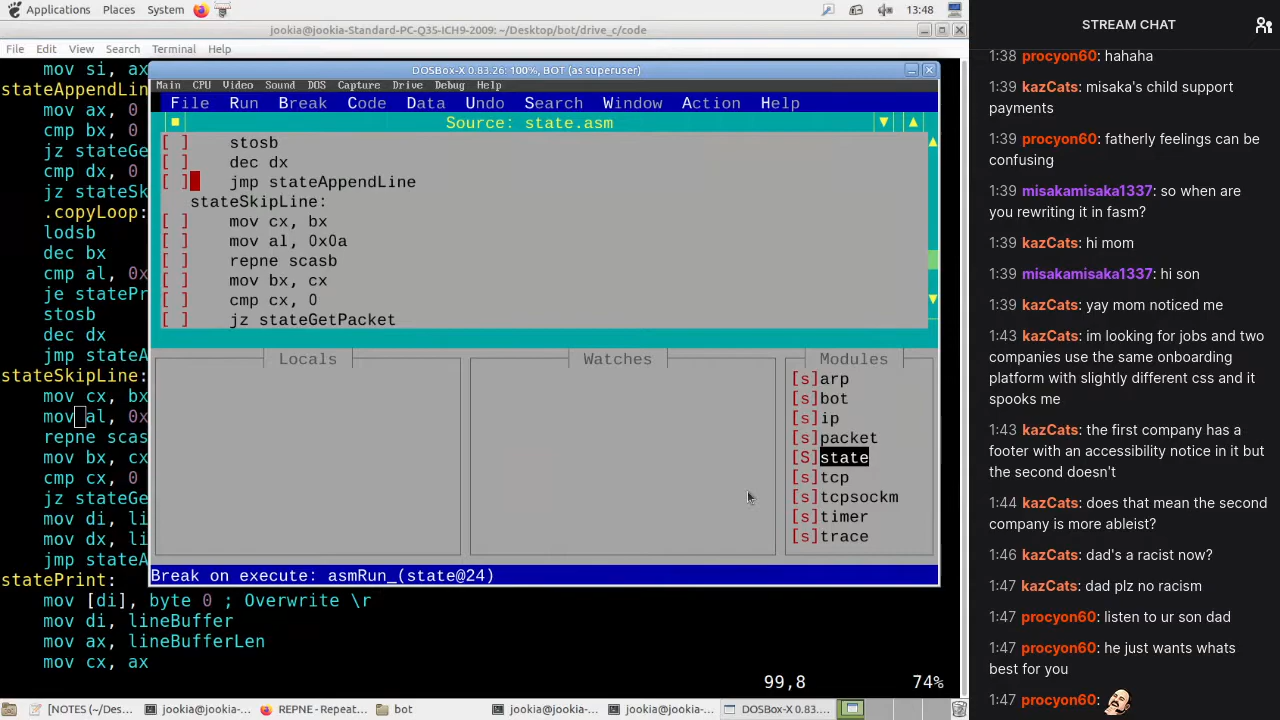 Applications Places System 13:48
jookia@jookia-Standard-PC-Q35-ICH9-2009: ~/Desktop/bot/drive_c/code
File Edit View Search Terminal Help
mov si, ax
stateAppendLin
mov ax, 0
cmp bx, 0
jz stateGe
cmp dx, 0
jz stateSk
.copyLoop:
lodsb
dec bx
cmp al, 0x
je statePr
stosb
dec dx
jmp stateA
stateSkipLine:
mov cx, bx
mov al, 0x
repne scas
mov bx, cx
cmp cx, 0
jz stateGe
mov di, li
mov dx, li
jmp stateA
statePrint:
mov [di], byte 0 ; Overwrite \r
mov di, lineBuffer
mov ax, lineBufferLen
mov cx, ax
99,8 74%
DOSBox-X 0.83.26: 100%, BOT (as superuser)
Main CPU Video Sound DOS Capture Drive Debug Help
File Run Break Code Data Undo Search Window Action Help
Source: state.asm
[ ] stosb
[ ] dec dx
[ ] jmp stateAppendLine
stateSkipLine:
[ ] mov cx, bx
[ ] mov al, 0x0a
[ ] repne scasb
[ ] mov bx, cx
[ ] cmp cx, 0
[ ] jz stateGetPacket
Locals Watches Modules
[s]arp
[s]bot
[s]ip
[s]packet
[S]state
[s]tcp
[s]tcpsockm
[s]timer
[s]trace
Break on execute: asmRun_(state@24)
[NOTES (~/Des... jookia@jookia-... REPNE - Repeat... bot jookia@jookia-... jookia@jookia-... DOSBox-X 0.83....
STREAM CHAT
1:38 procyon60: hahaha
1:39 kazCats: misaka's child support
payments
1:39 procyon60: fatherly feelings can be
confusing
1:39 misakamisaka1337: so when are
you rewriting it in fasm?
1:39 kazCats: hi mom
1:39 misakamisaka1337: hi son
1:39 kazCats: yay mom noticed me
1:43 kazCats: im looking for jobs and two
companies use the same onboarding
platform with slightly different css and it
spooks me
1:43 kazCats: the first company has a
footer with an accessibility notice in it but
the second doesn't
1:44 kazCats: does that mean the second
company is more ableist?
1:46 kazCats: dad's a racist now?
1:47 kazCats: dad plz no racism
1:47 procyon60: listen to ur son dad
1:47 procyon60: he just wants whats
best for you
1:47 procyon60: